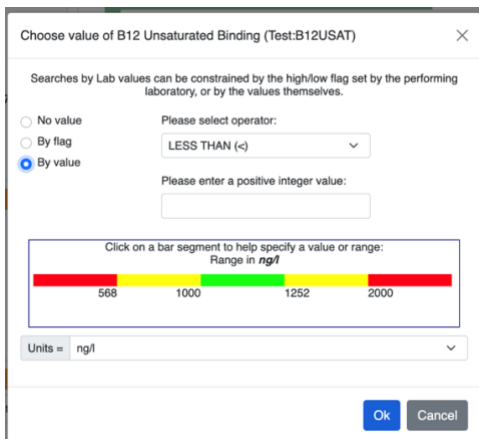 Choose value of B12 Unsaturated Binding (Test:B12USAT)
Searches by Lab values can be constrained by the high/low flag set by the performing
laboratory, or by the values themselves.
No value
By flag
By value
Please select operator:
LESS THAN (<)
Please enter a positive integer value:
Click on a bar segment to help specify a value or range:
Range in ng/l
568 1000 1252 2000
Units = ng/l
Ok Cancel